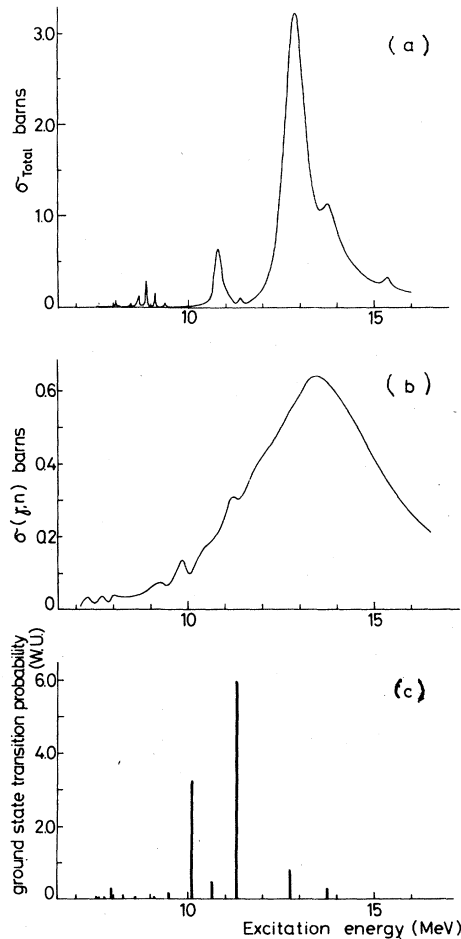 3.0
( a )
σTotal barns
2.0
1.0
0
10
15
0.6
( b )
σ(γ,n) barns
0.4
0.2
0
10
15
ground state transition probability
(W.U.)
6.0
(c)
4.0
2.0
0
10
15
Excitation energy (MeV)